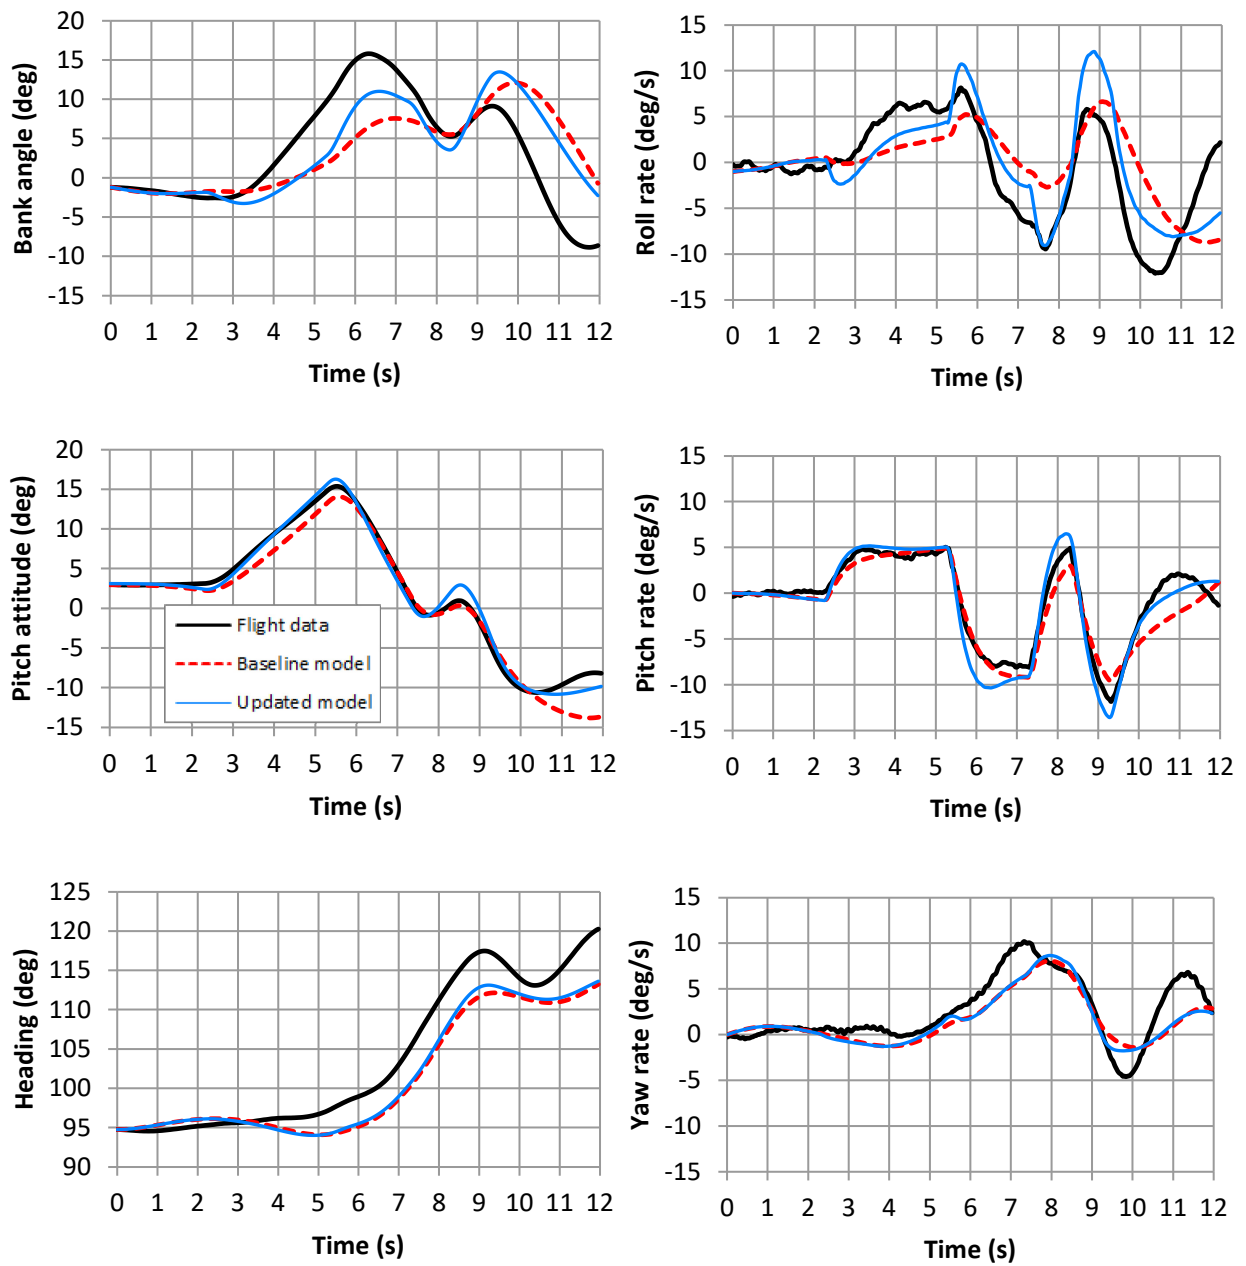 Bank angle (deg)
20
15
10
5
0
-5
-10
-15
0 1 2 3 4 5 6 7 8 9 10 11 12
Time (s)
Roll rate (deg/s)
15
10
5
0
-5
-10
-15
0 1 2 3 4 5 6 7 8 9 10 11 12
Time (s)
Pitch attitude (deg)
20
15
10
5
0
-5
-10
-15
Flight data
Baseline model
Updated model
0 1 2 3 4 5 6 7 8 9 10 11 12
Time (s)
Pitch rate (deg/s)
15
10
5
0
-5
-10
-15
0 1 2 3 4 5 6 7 8 9 10 11 12
Time (s)
Heading (deg)
125
120
115
110
105
100
95
90
0 1 2 3 4 5 6 7 8 9 10 11 12
Time (s)
Yaw rate (deg/s)
15
10
5
0
-5
-10
-15
0 1 2 3 4 5 6 7 8 9 10 11 12
Time (s)